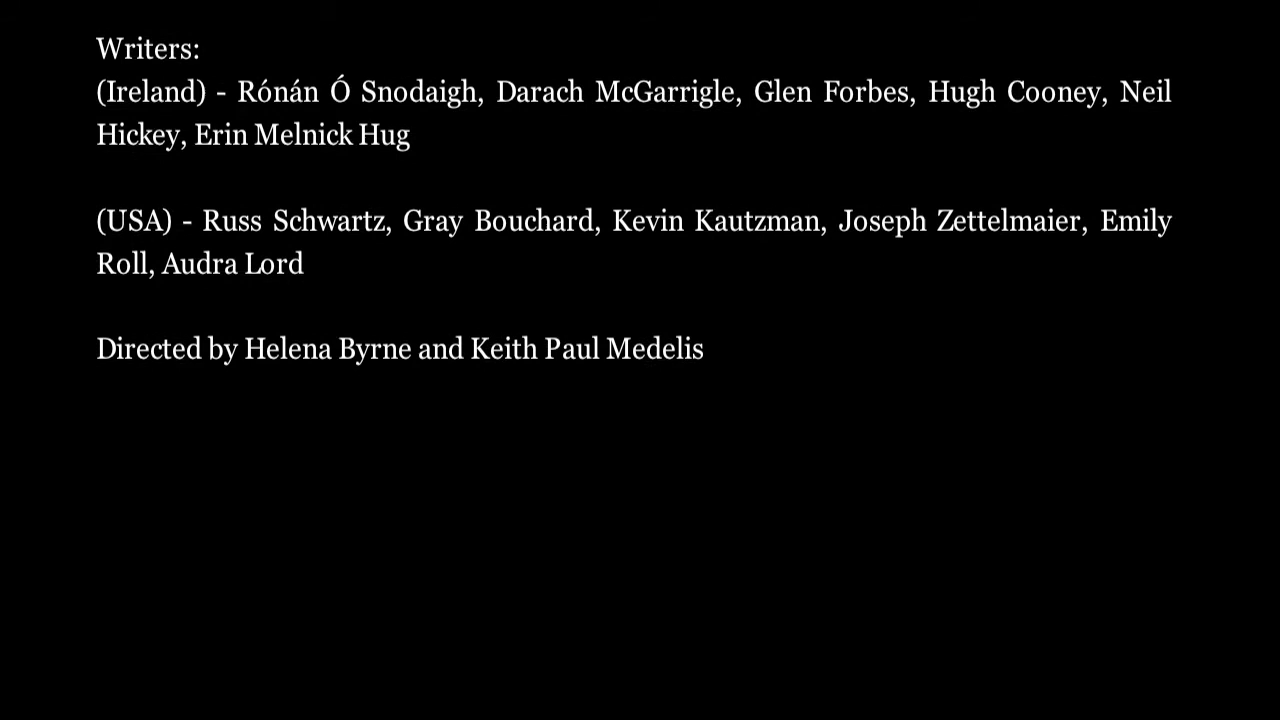 Writers:
(Ireland) - Rónán Ó Snodaigh, Darach McGarrigle, Glen Forbes, Hugh Cooney, Neil
Hickey, Erin Melnick Hug
(USA) - Russ Schwartz, Gray Bouchard, Kevin Kautzman, Joseph Zettelmaier, Emily
Roll, Audra Lord
Directed by Helena Byrne and Keith Paul Medelis